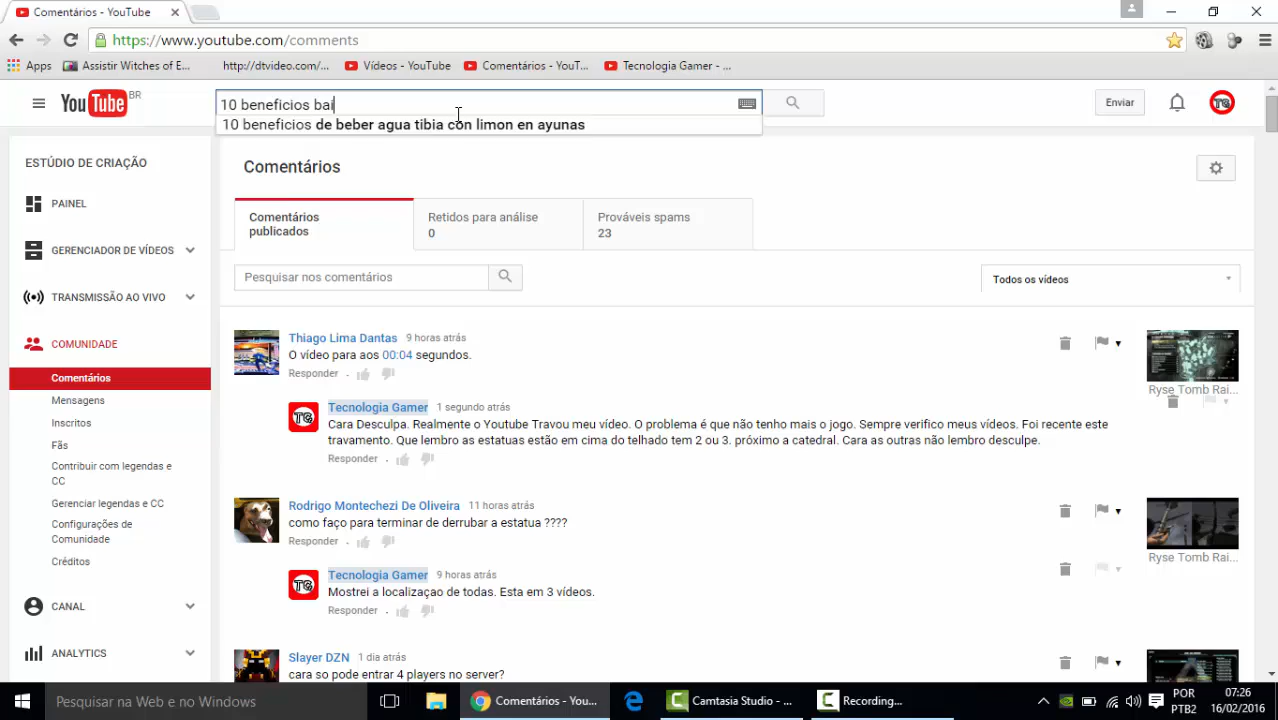 Comentários - YouTube
https://www.youtube.com/comments
Apps
Assistir Witches of E...
http://dtvideo.com/...
Vídeos - YouTube
Comentários - YouT...
Tecnologia Gamer - ...
YouTube BR
10 beneficios bai
Enviar
TG
10 beneficios de beber agua tibia con limon en ayunas
ESTÚDIO DE CRIAÇÃO
PAINEL
GERENCIADOR DE VÍDEOS
TRANSMISSÃO AO VIVO
COMUNIDADE
Comentários
Mensagens
Inscritos
Fãs
Contribuir com legendas e
CC
Gerenciar legendas e CC
Configurações de
Comunidade
Créditos
CANAL
ANALYTICS
Comentários
Comentários
publicados
Retidos para análise
0
Prováveis spams
23
Pesquisar nos comentários
Todos os vídeos
Thiago Lima Dantas 9 horas atrás
O vídeo para aos 00:04 segundos.
Responder
Ryse Tomb Rai...
TG
Tecnologia Gamer 1 segundo atrás
Cara Desculpa. Realmente o Youtube Travou meu vídeo. O problema é que não tenho mais o jogo. Sempre verifico meus vídeos. Foi recente este
travamento. Que lembro as estatuas estão em cima do telhado tem 2 ou 3. próximo a catedral. Cara as outras não lembro desculpe.
Responder
Rodrigo Montechezi De Oliveira 11 horas atrás
como faço para terminar de derrubar a estatua ????
Responder
Ryse Tomb Rai...
TG
Tecnologia Gamer 9 horas atrás
Mostrei a localizaçao de todas. Esta em 3 vídeos.
Responder
Slayer DZN 1 dia atrás
cara so pode entrar 4 players no server?
Pesquisar na Web e no Windows
Comentários - You...
Camtasia Studio - ...
Recording...
POR
PTB2
07:26
16/02/2016